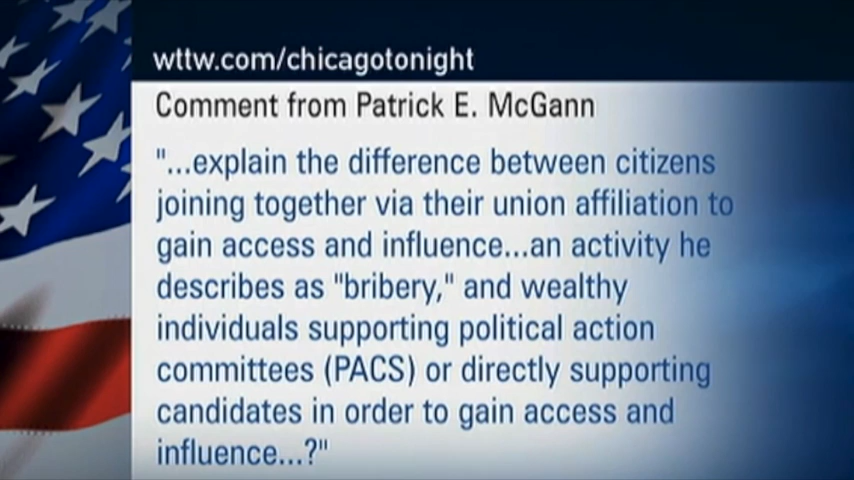 wttw.com/chicagotonight
Comment from Patrick E. McGann
"...explain the difference between citizens
joining together via their union affiliation to
gain access and influence...an activity he
describes as "bribery," and wealthy
individuals supporting political action
committees (PACS) or directly supporting
candidates in order to gain access and
influence...?"